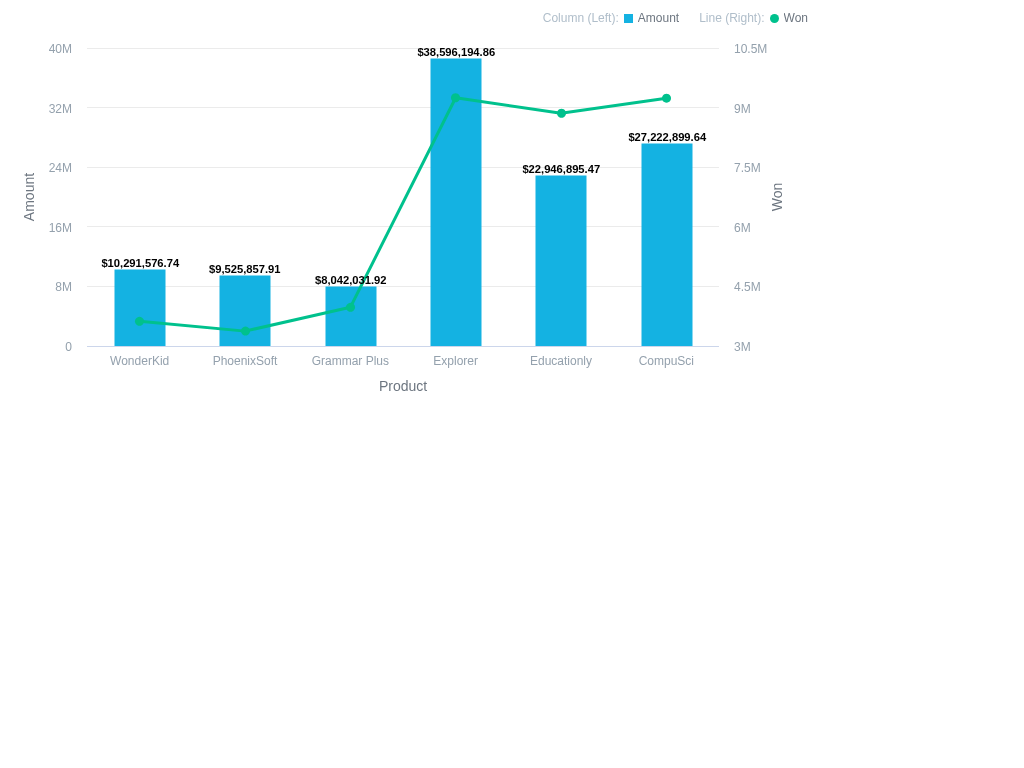 Column (Left): Amount Line (Right): Won
40M
32M
24M
16M
8M
0
Amount
10.5M
9M
7.5M
6M
4.5M
3M
Won
$10,291,576.74
$9,525,857.91
$8,042,031.92
$38,596,194.86
$22,946,895.47
$27,222,899.64
WonderKid PhoenixSoft Grammar Plus Explorer Educationly CompuSci
Product